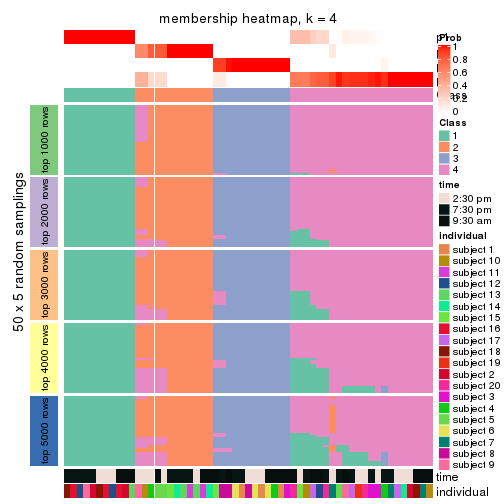 membership heatmap, k = 4
50 x 5 random samplings
top 1000 rows
top 2000 rows
top 3000 rows
top 4000 rows
top 5000 rows
time
individual
Prob
1
0.8
0.6
0.4
0.2
0
Class
1
2
3
4
time
2:30 pm
7:30 pm
9:30 am
individual
subject 1
subject 10
subject 11
subject 12
subject 13
subject 14
subject 15
subject 16
subject 17
subject 18
subject 19
subject 2
subject 20
subject 3
subject 4
subject 5
subject 6
subject 7
subject 8
subject 9